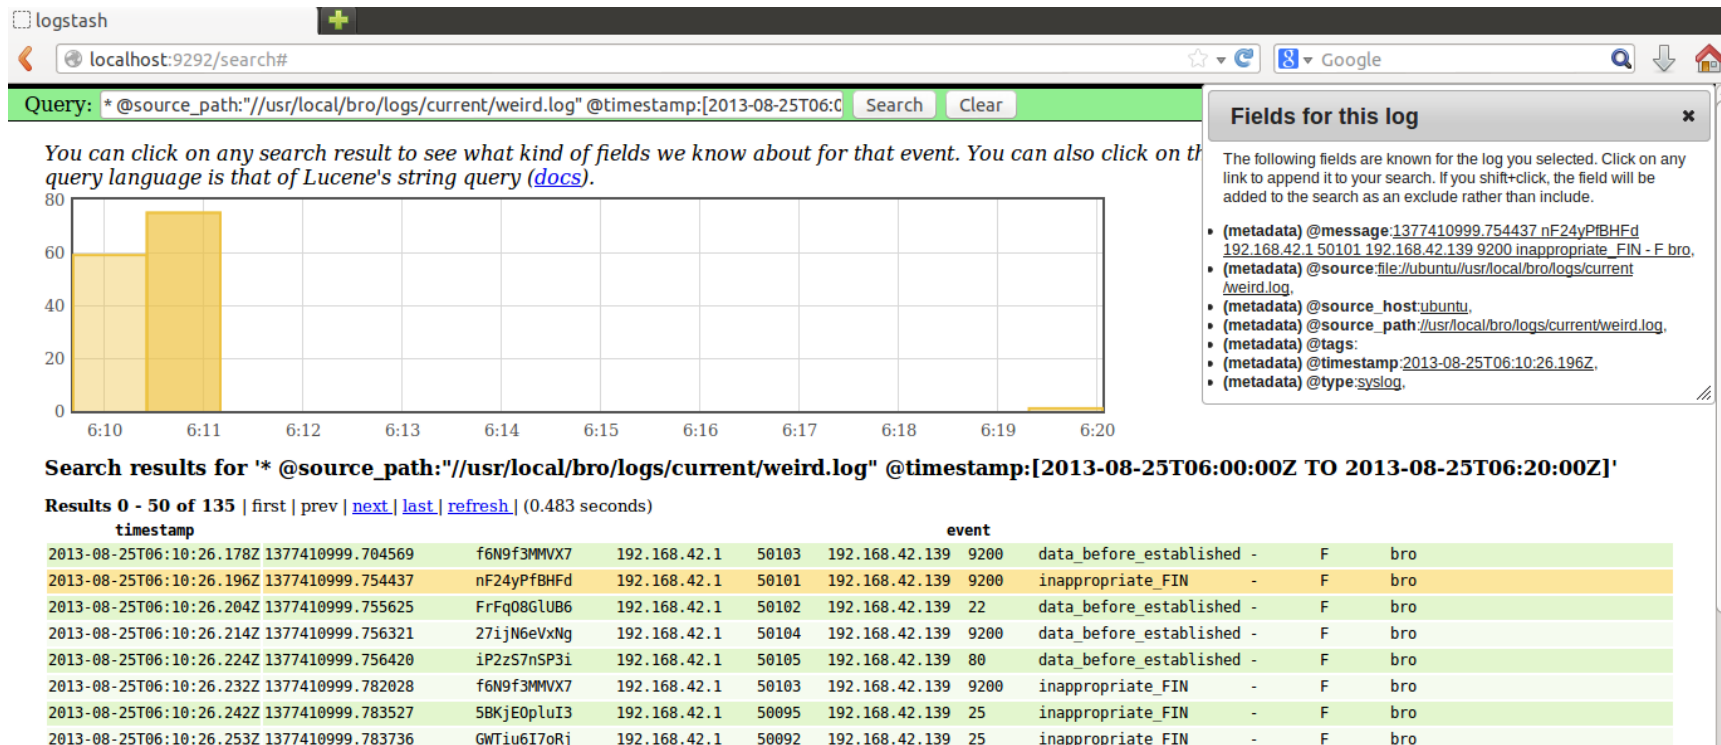 logstash
localhost:9292/search#
Google
Query: * @source_path:"//usr/local/bro/logs/current/weird.log" @timestamp:[2013-08-25T06:0 Search Clear
You can click on any search result to see what kind of fields we know about for that event. You can also click on th
query language is that of Lucene's string query (docs).
80
60
40
20
0
6:10 6:11 6:12 6:13 6:14 6:15 6:16 6:17 6:18 6:19 6:20
Fields for this log
The following fields are known for the log you selected. Click on any
link to append it to your search. If you shift+click, the field will be
added to the search as an exclude rather than include.
(metadata) @message:1377410999.754437 nF24yPfBHFd
192.168.42.1 50101 192.168.42.139 9200 inappropriate_FIN - F bro,
(metadata) @source:file://ubuntu//usr/local/bro/logs/current
/weird.log,
(metadata) @source_host:ubuntu,
(metadata) @source_path://usr/local/bro/logs/current/weird.log,
(metadata) @tags:
(metadata) @timestamp:2013-08-25T06:10:26.196Z,
(metadata) @type:syslog,
Search results for '* @source_path:"//usr/local/bro/logs/current/weird.log" @timestamp:[2013-08-25T06:00:00Z TO 2013-08-25T06:20:00Z]'
Results 0 - 50 of 135 | first | prev | next | last | refresh | (0.483 seconds)
timestamp event
2013-08-25T06:10:26.178Z 1377410999.704569 f6N9f3MMVX7 192.168.42.1 50103 192.168.42.139 9200 data_before_established - F bro
2013-08-25T06:10:26.196Z 1377410999.754437 nF24yPfBHFd 192.168.42.1 50101 192.168.42.139 9200 inappropriate_FIN - F bro
2013-08-25T06:10:26.204Z 1377410999.755625 FrFqO8GlUB6 192.168.42.1 50102 192.168.42.139 22 data_before_established - F bro
2013-08-25T06:10:26.214Z 1377410999.756321 27ijN6eVxNg 192.168.42.1 50104 192.168.42.139 9200 data_before_established - F bro
2013-08-25T06:10:26.224Z 1377410999.756420 iP2zS7nSP3i 192.168.42.1 50105 192.168.42.139 80 data_before_established - F bro
2013-08-25T06:10:26.232Z 1377410999.782028 f6N9f3MMVX7 192.168.42.1 50103 192.168.42.139 9200 inappropriate_FIN - F bro
2013-08-25T06:10:26.242Z 1377410999.783527 5BKjEOpluI3 192.168.42.1 50095 192.168.42.139 25 inappropriate_FIN - F bro
2013-08-25T06:10:26.253Z 1377410999.783736 GWTiu6I7oRj 192.168.42.1 50092 192.168.42.139 25 inappropriate_FIN - F bro